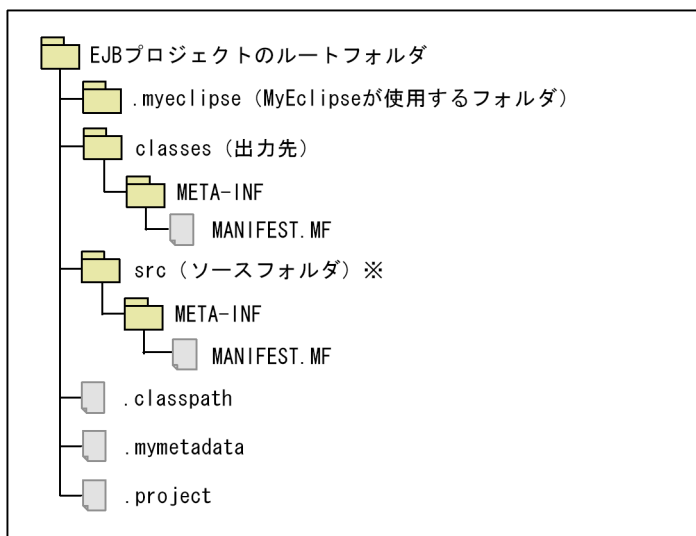 EJBプロジェクトのルートフォルダ
.myeclipse（MyEclipseが使用するフォルダ）
classes（出力先）
META-INF
MANIFEST.MF
src（ソースフォルダ）※
META-INF
MANIFEST.MF
.classpath
.mymetadata
.project